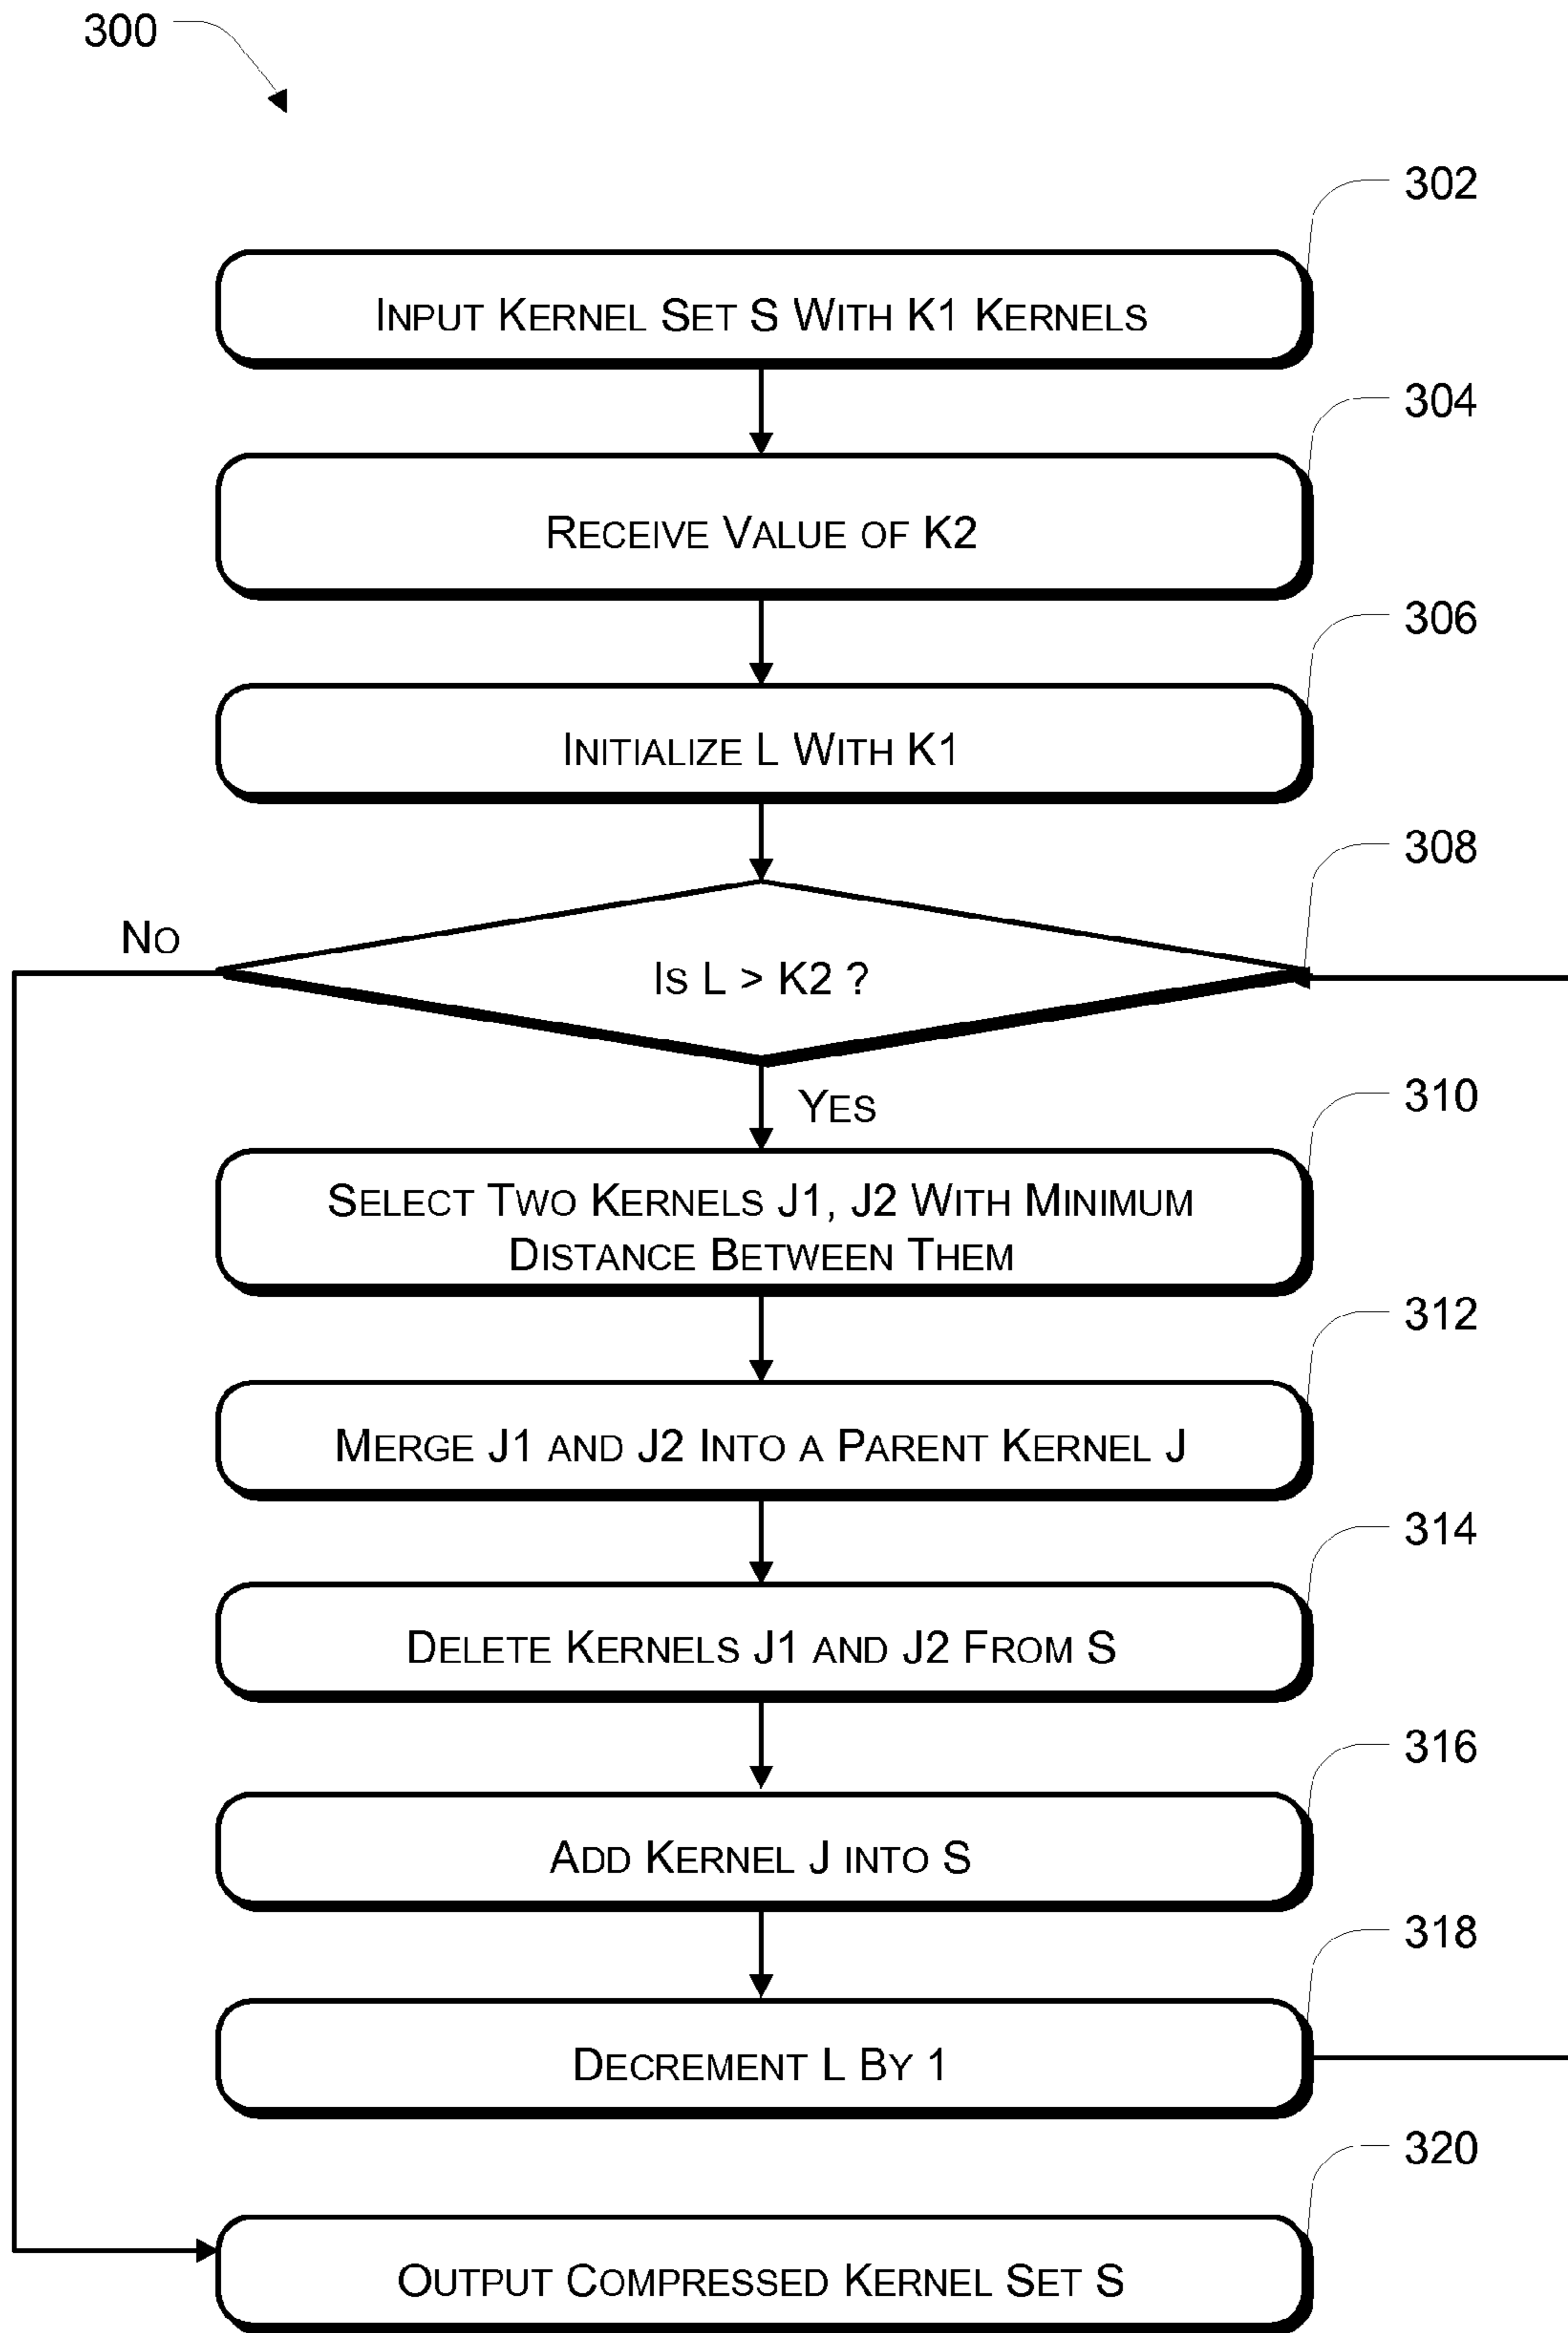 300
302
INPUT KERNEL SET S WITH K1 KERNELS
304
RECEIVE VALUE OF K2
306
INITIALIZE L WITH K1
308
NO
IS L > K2 ?
YES
310
SELECT TWO KERNELS J1, J2 WITH MINIMUM
DISTANCE BETWEEN THEM
312
MERGE J1 AND J2 INTO A PARENT KERNEL J
314
DELETE KERNELS J1 AND J2 FROM S
316
ADD KERNEL J INTO S
318
DECREMENT L BY 1
320
OUTPUT COMPRESSED KERNEL SET S